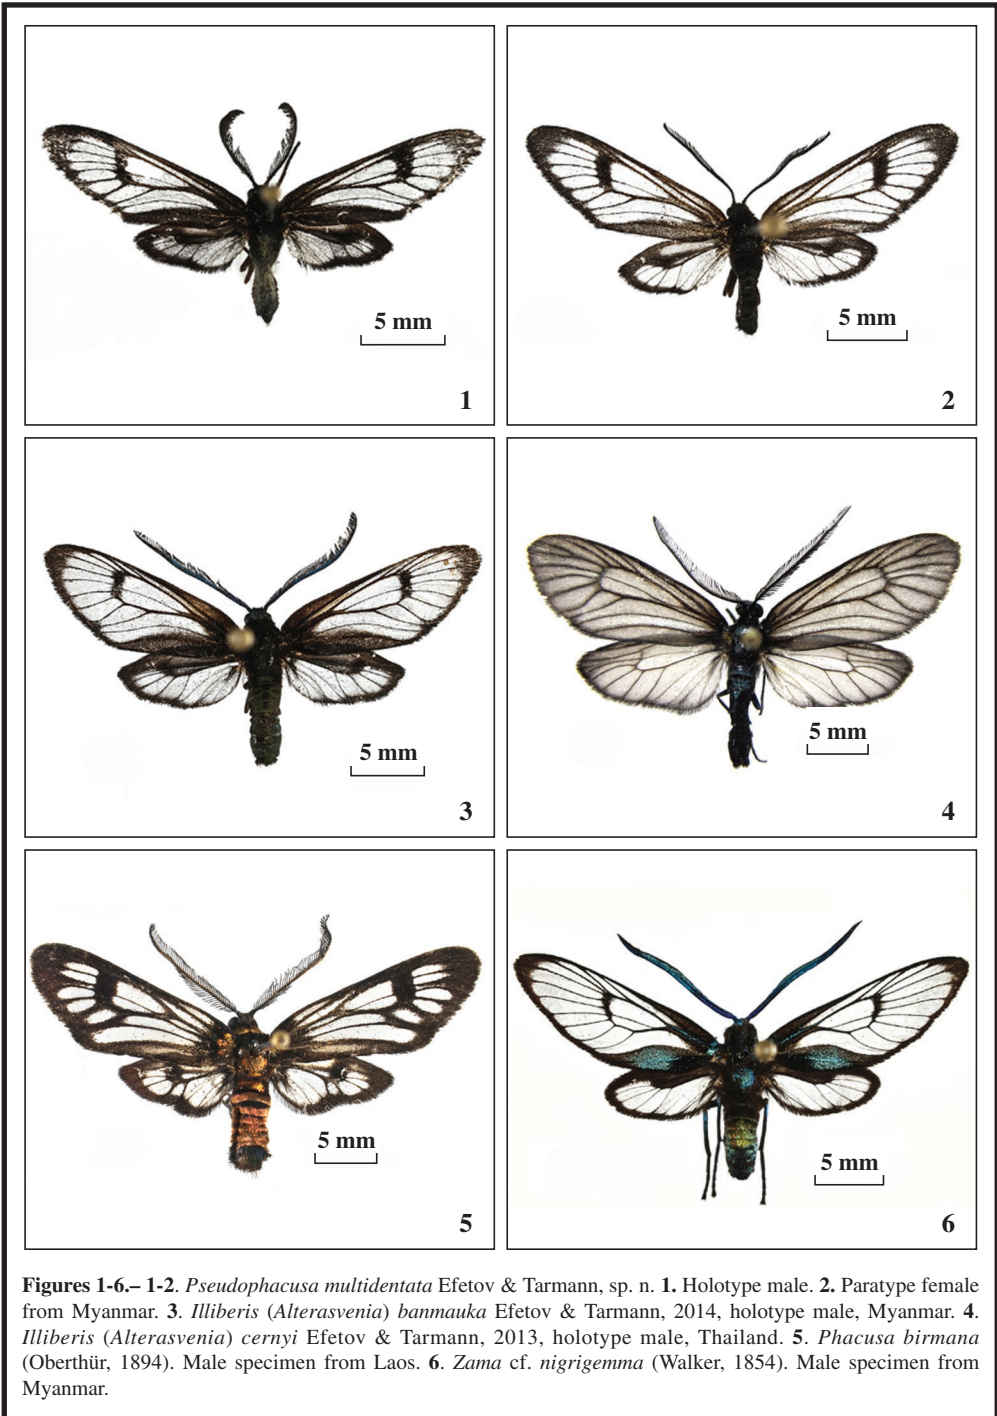 5 mm
1
5 mm
2
5 mm
3
5 mm
4
5 mm
5
5 mm
6
Figures 1-6.– 1-2. Pseudophacusa multidentata Efetov & Tarmann, sp. n. 1. Holotype male. 2. Paratype female
from Myanmar. 3. Illiberis (Alterasvenia) banmauka Efetov & Tarmann, 2014, holotype male, Myanmar. 4.
Illiberis (Alterasvenia) cernyi Efetov & Tarmann, 2013, holotype male, Thailand. 5. Phacusa birmana
(Oberthür, 1894). Male specimen from Laos. 6. Zama cf. nigrigemma (Walker, 1854). Male specimen from
Myanmar.